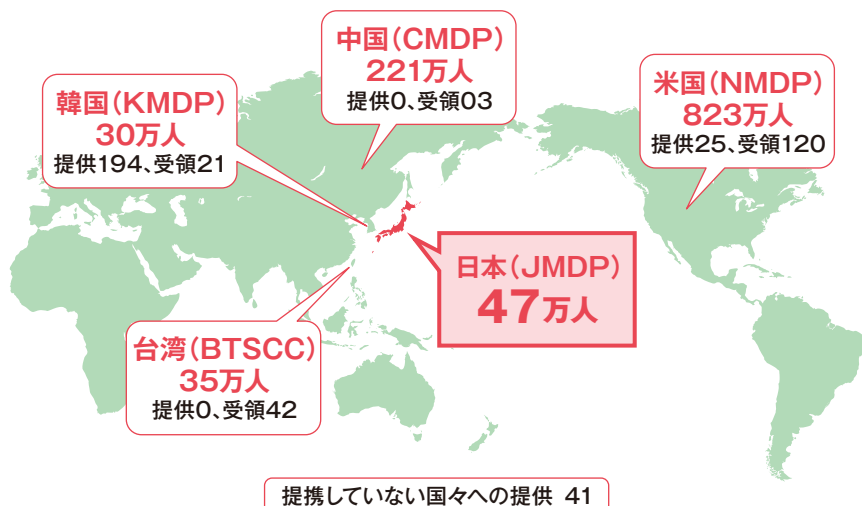 中国(CMDP)
221万人
提供0、受領03
韓国(KMDP)
30万人
提供194、受領21
米国(NMDP)
823万人
提供25、受領120
日本(JMDP)
47万人
台湾(BTSCC)
35万人
提供0、受領42
提携していない国々への提供 41